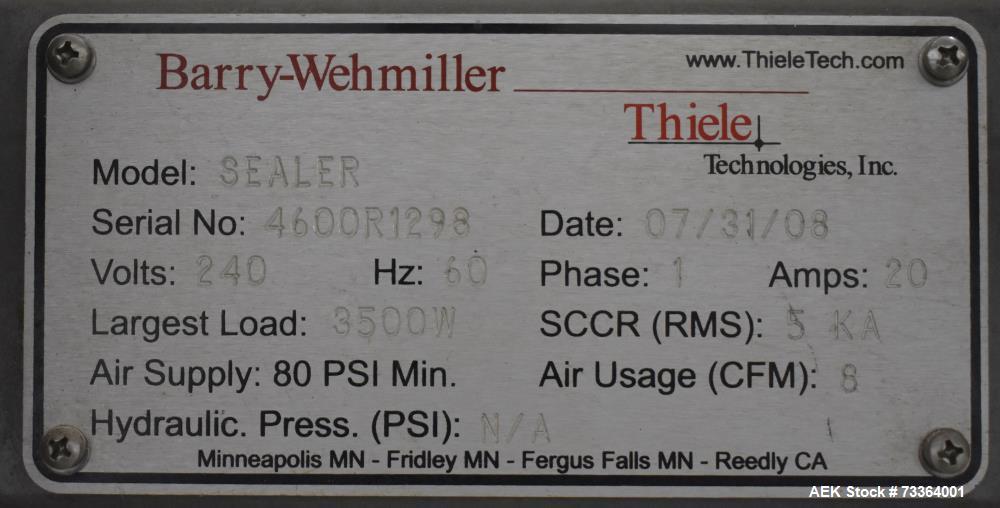 www.ThieleTech.com
Barry-Wehmiller
Thiele
Technologies, Inc.
Model: SEALER
Serial No: 4600R1298 Date: 07/31/08
Volts: 240 Hz: 60 Phase: 1 Amps: 20
Largest Load: 3500W SCCR (RMS): 5 KA
Air Supply: 80 PSI Min. Air Usage (CFM): 8
Hydraulic. Press. (PSI): N/A
Minneapolis MN - Fridley MN - Fergus Falls MN - Reedly CA
AEK Stock # 73364001